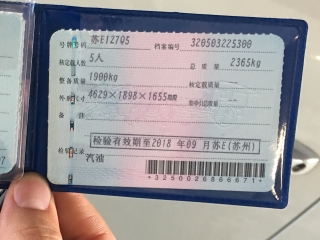 号牌号码 苏E127Q5 档案编号 320503225300
核定载人数 5人 总质量 2365kg
整备质量 1900kg 核定载质量 --
外廓尺寸 4629×1898×1655mm 准牵引总质量 --
备注
检验有效期至2018年09月苏E(苏州)
检验记录
汽油
*3250026866671*